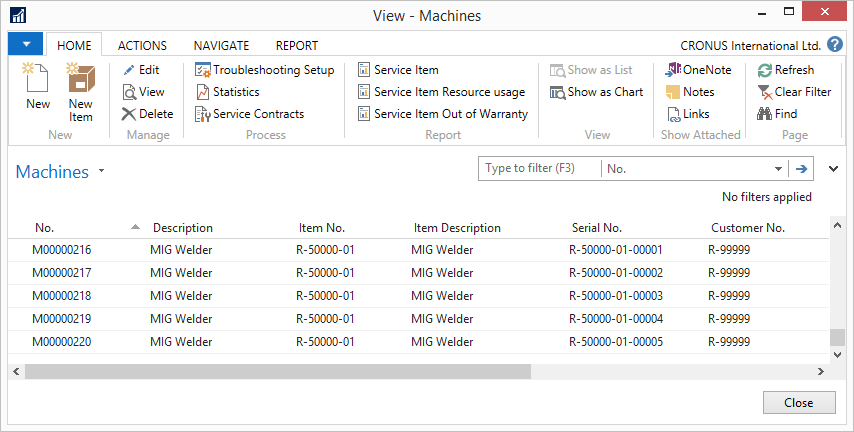 View - Machines
HOME ACTIONS NAVIGATE REPORT CRONUS International Ltd. ?
New
New Item
Edit
View
Delete
New
Manage
Troubleshooting Setup
Statistics
Service Contracts
Process
Service Item
Service Item Resource usage
Service Item Out of Warranty
Report
Show as List
Show as Chart
View
OneNote
Notes
Links
Show Attached
Refresh
Clear Filter
Find
Page
Machines
Type to filter (F3) No.
No filters applied
No. Description Item No. Item Description Serial No. Customer No.
M00000216 MIG Welder R-50000-01 MIG Welder R-50000-01-00001 R-99999
M00000217 MIG Welder R-50000-01 MIG Welder R-50000-01-00002 R-99999
M00000218 MIG Welder R-50000-01 MIG Welder R-50000-01-00003 R-99999
M00000219 MIG Welder R-50000-01 MIG Welder R-50000-01-00004 R-99999
M00000220 MIG Welder R-50000-01 MIG Welder R-50000-01-00005 R-99999
Close